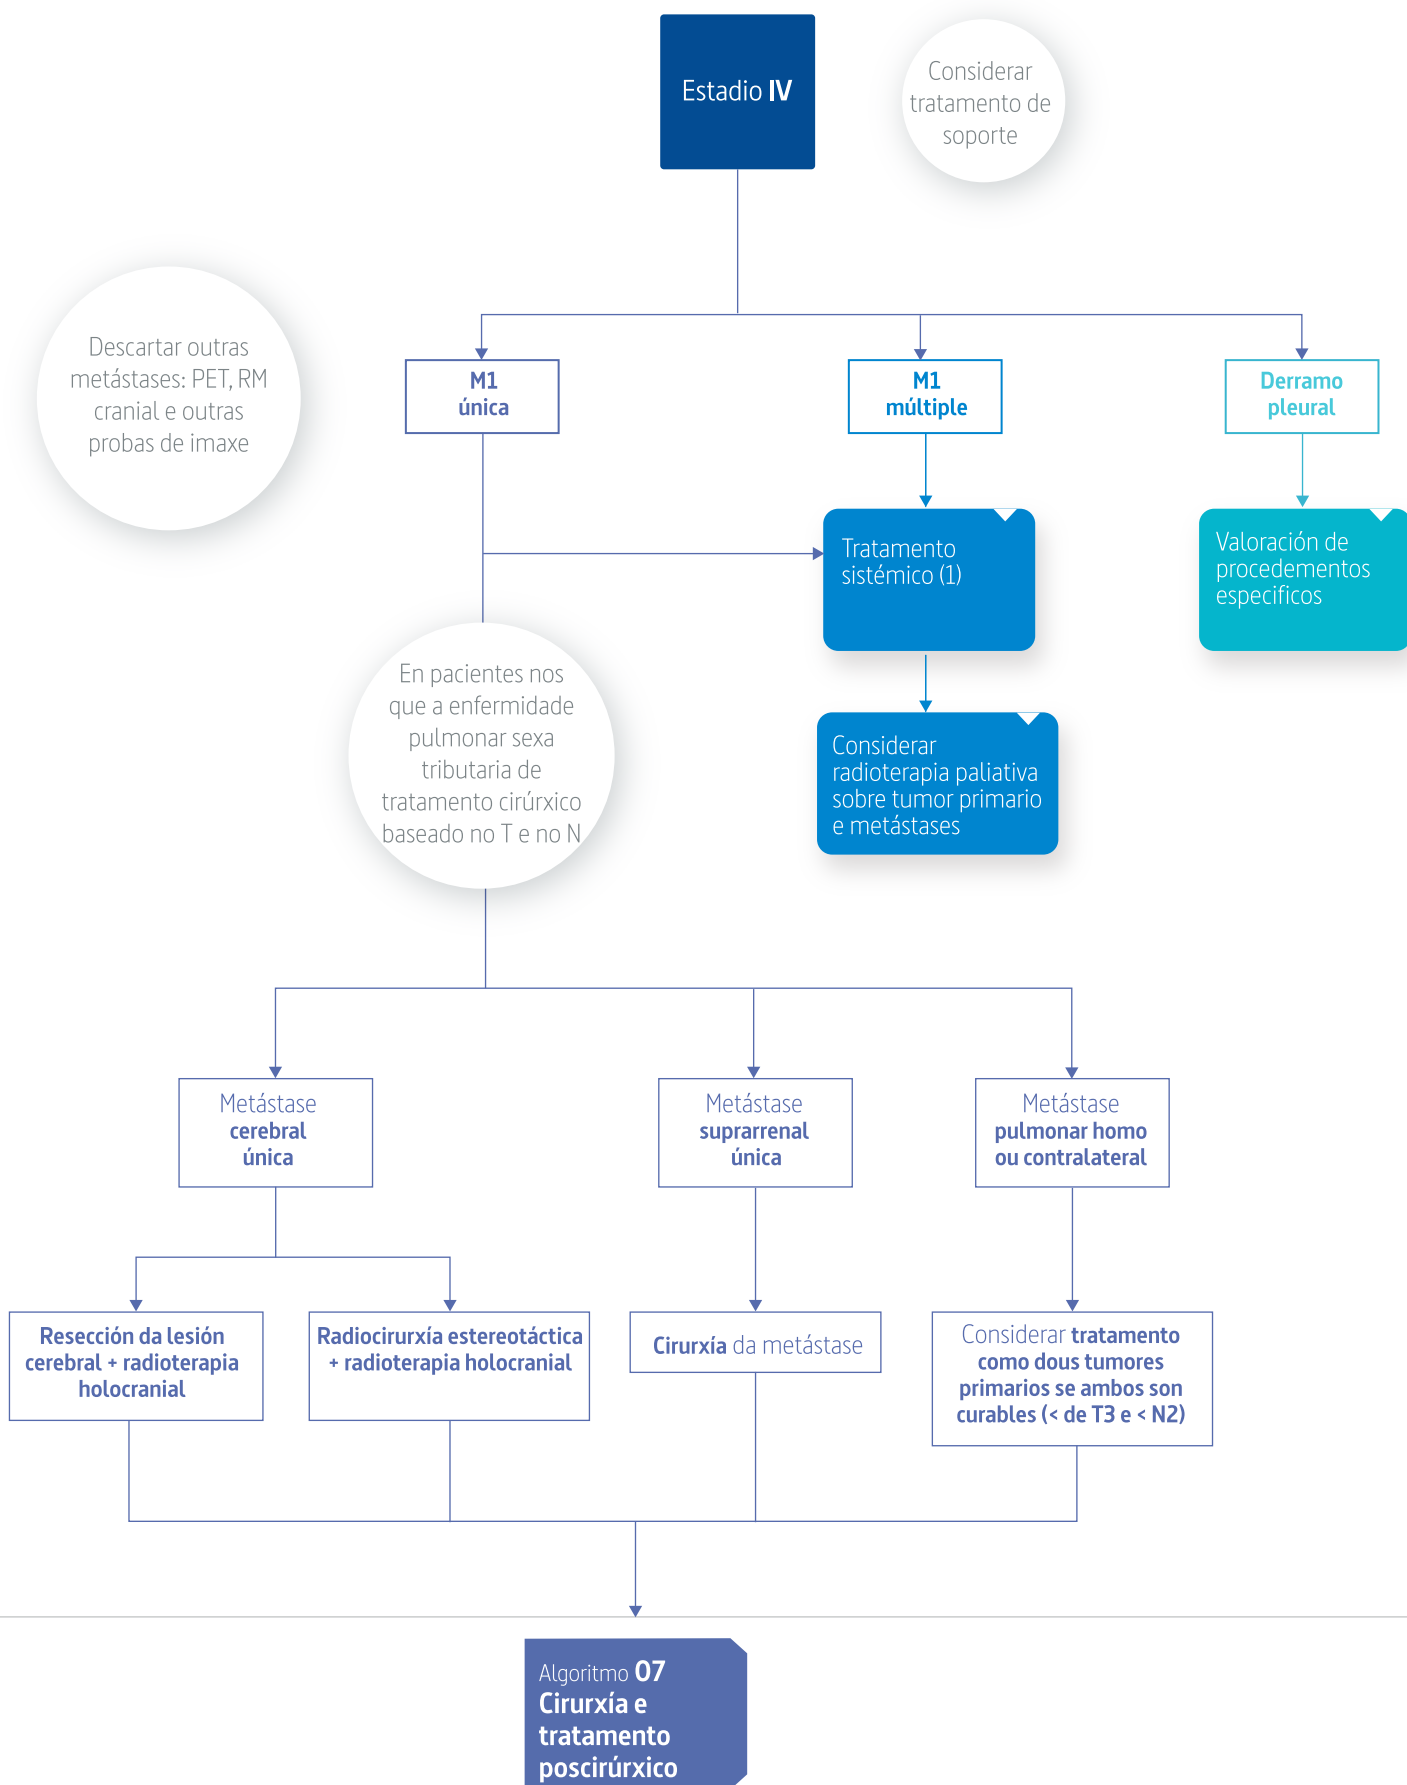 Estadio IV
Considerar
tratamento de
soporte
Descartar outras
metástases: PET, RM
cranial e outras
probas de imaxe
M1
única
M1
múltiple
Derramo
pleural
Tratamento
sistémico (1)
Valoración de
procedementos
especificos
En pacientes nos
que a enfermidade
pulmonar sexa
tributaria de
tratamento cirúrxico
baseado no T e no N
Considerar
radioterapia paliativa
sobre tumor primario
e metástases
Metástase
cerebral
única
Metástase
suprarrenal
única
Metástase
pulmonar homo
ou contralateral
Resección da lesión
cerebral + radioterapia
holocranial
Radiocirurxía estereotáctica
+ radioterapia holocranial
Cirurxía da metástase
Considerar tratamento
como dous tumores
primarios se ambos son
curables (< de T3 e < N2)
Algoritmo 07
Cirurxía e
tratamento
poscirúrxico